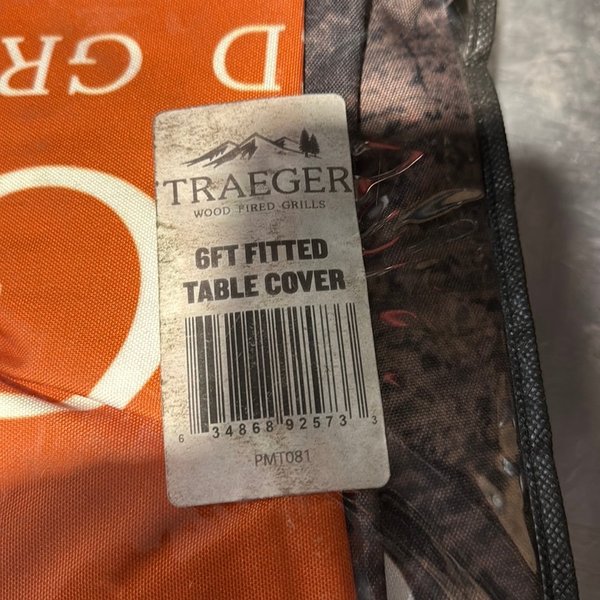 D GR
TRAEGER
WOOD FIRED GRILLS
6FT FITTED
TABLE COVER
6 34868 92573 3
PMT081